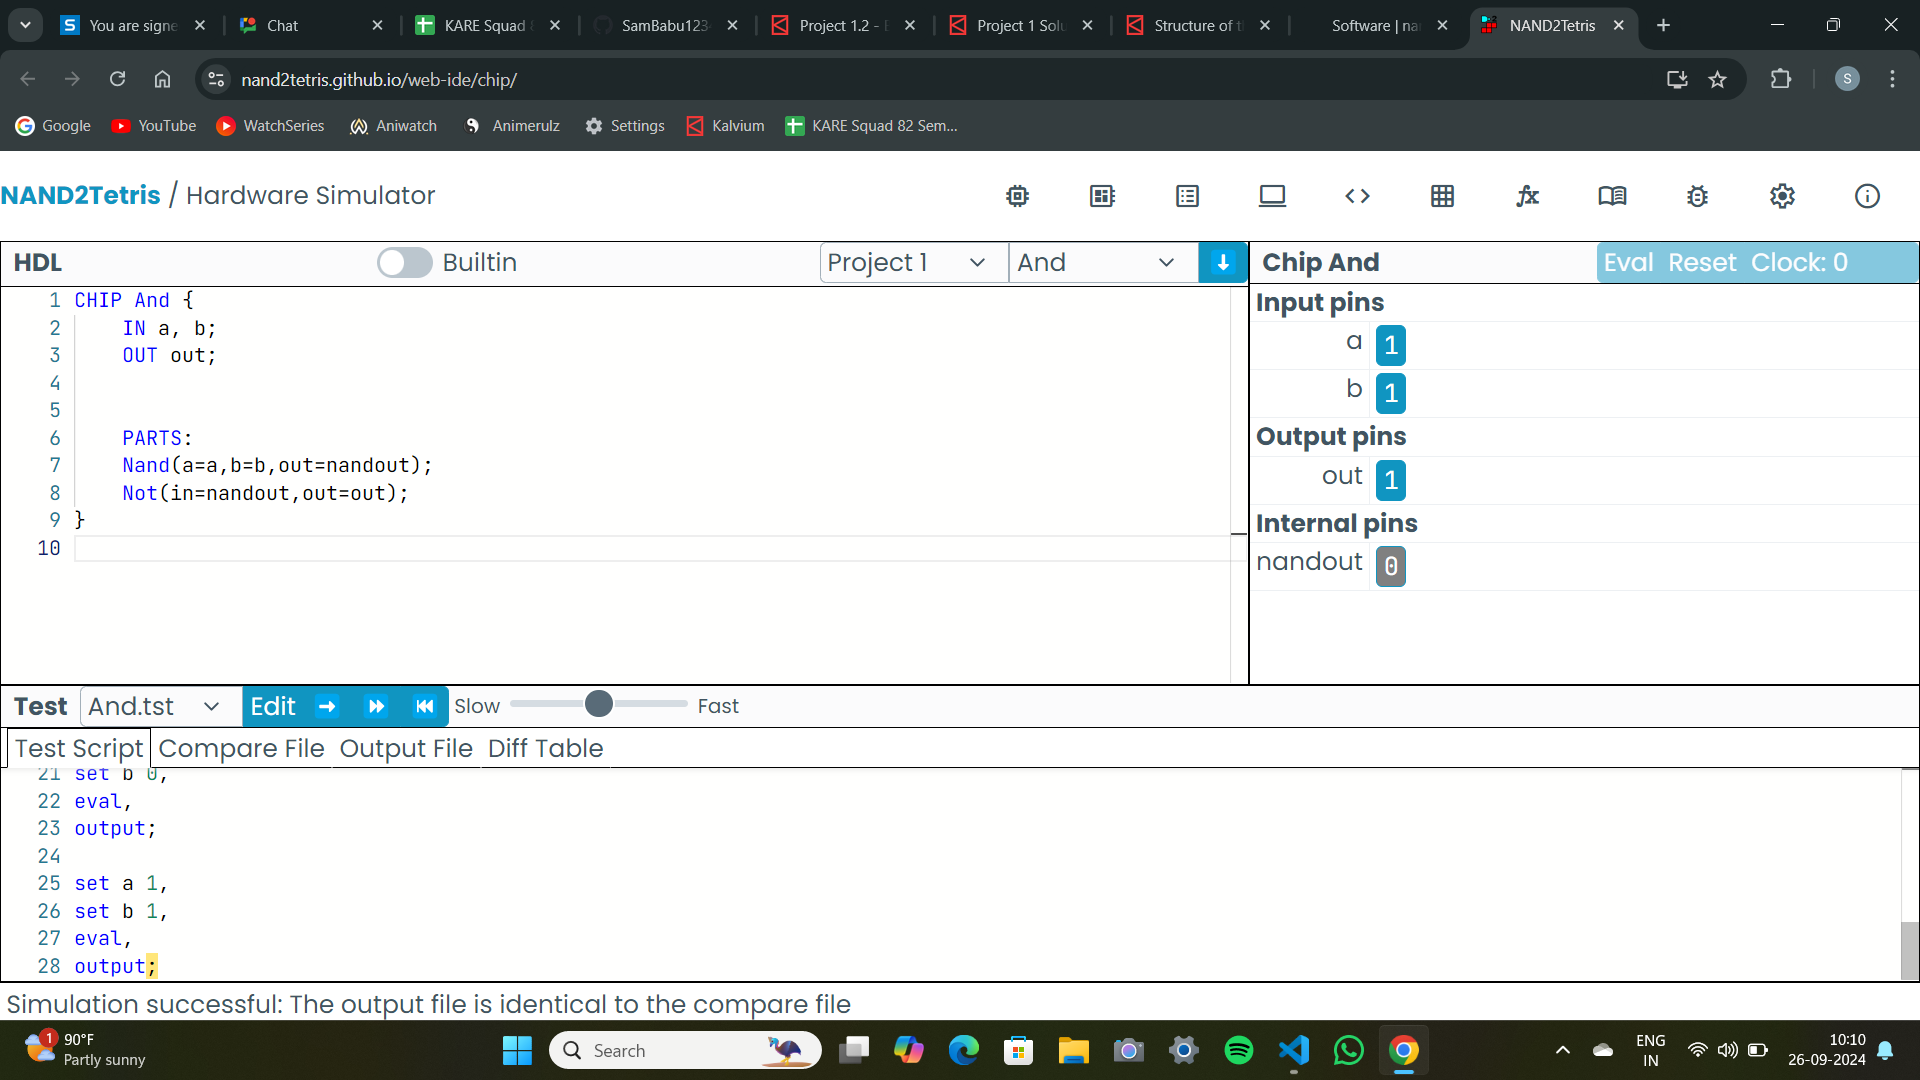 You are signe
Chat
KARE Squad 8
SamBabu123
Project 1.2 -
Project 1 Solu
Structure of t
Software | na
NAND2Tetris
nand2tetris.github.io/web-ide/chip/
S
Google
YouTube
WatchSeries
Aniwatch
Animerulz
Settings
Kalvium
KARE Squad 82 Sem...
NAND2Tetris / Hardware Simulator
HDL
Builtin
Project 1
And
Chip And
Eval Reset Clock: 0
1 CHIP And {
2 IN a, b;
3 OUT out;
4
5
6 PARTS:
7 Nand(a=a,b=b,out=nandout);
8 Not(in=nandout,out=out);
9 }
10
Input pins
a 1
b 1
Output pins
out 1
Internal pins
nandout 0
Test
And.tst
Edit
Slow
Fast
Test Script
Compare File
Output File
Diff Table
21 set b 0,
22 eval,
23 output;
24
25 set a 1,
26 set b 1,
27 eval,
28 output;
Simulation successful: The output file is identical to the compare file
1
90°F
Partly sunny
Search
ENG
IN
10:10
26-09-2024